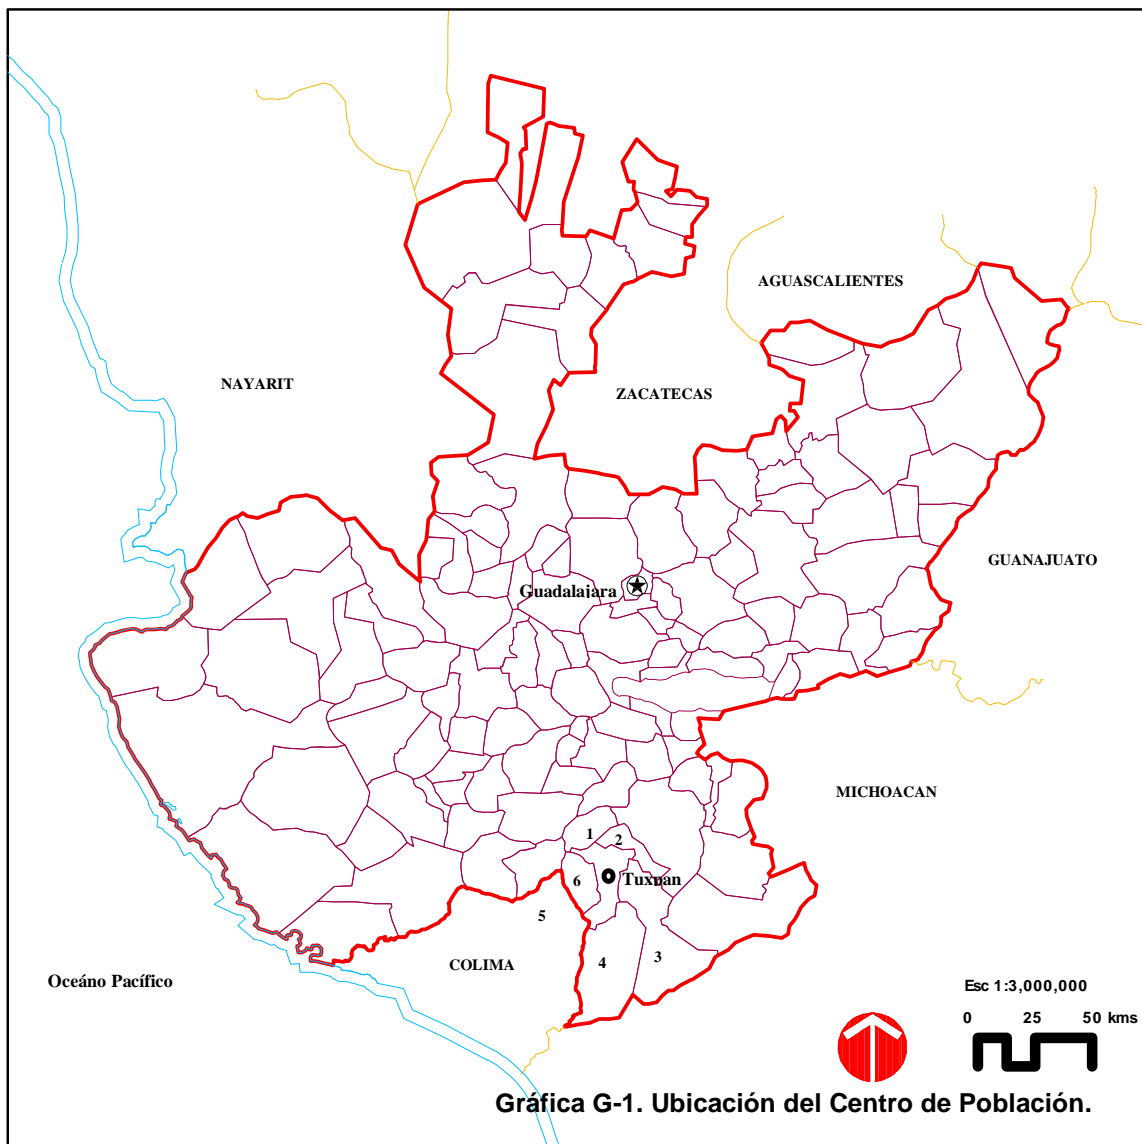 AGUASCALIENTES
NAYARIT
ZACATECAS
GUANAJUATO
Guadalajara
MICHOACAN
1
2
6
Tuxpan
5
COLIMA
4
3
Oceáno Pacífico
Esc 1:3,000,000
0 25 50 kms
Gráfica G-1. Ubicación del Centro de Población.